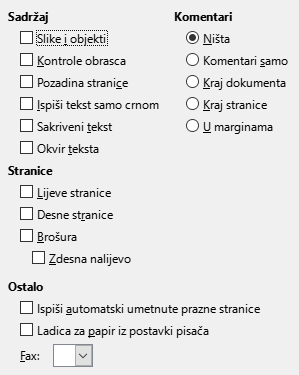 Sadržaj
Slike i objekti
Kontrole obrasca
Pozadina stranice
Ispiši tekst samo crnom
Sakriveni tekst
Okvir teksta
Komentari
Ništa
Komentari samo
Kraj dokumenta
Kraj stranice
U marginama
Stranice
Lijeve stranice
Desne stranice
Brošura
Zdesna nalijevo
Ostalo
Ispiši automatski umetnute prazne stranice
Ladica za papir iz postavki pisača
Fax: